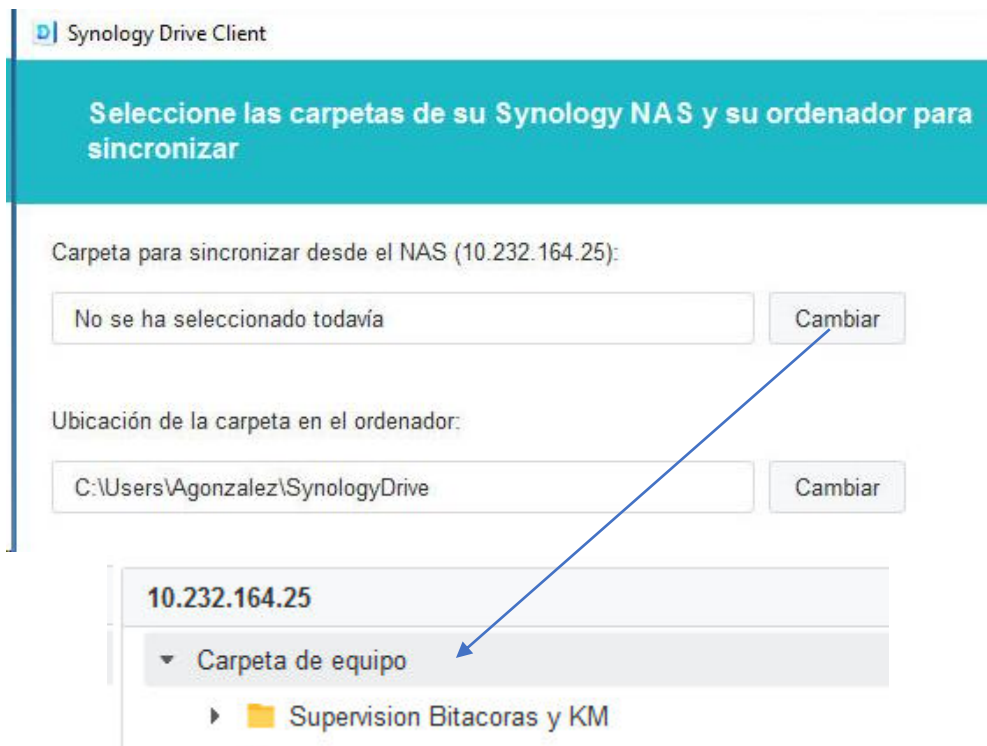 Synology Drive Client
Seleccione las carpetas de su Synology NAS y su ordenador para
sincronizar
Carpeta para sincronizar desde el NAS (10.232.164.25):
No se ha seleccionado todavía
Cambiar
Ubicación de la carpeta en el ordenador:
C:\Users\Agonzalez\SynologyDrive
Cambiar
10.232.164.25
Carpeta de equipo
Supervision Bitacoras y KM